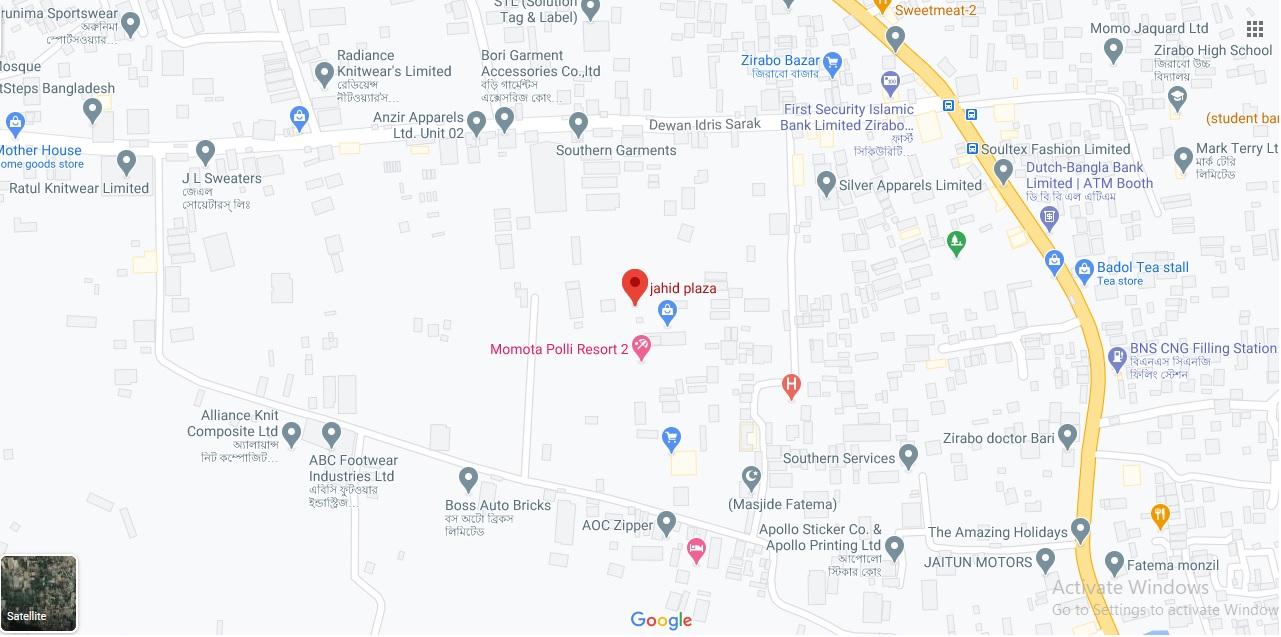 runima Sportswear
অরুনিমা
স্পোর্টসওয়ার...
STL (Solution
Tag & Label)
Sweetmeat-2
Momo Jaquard Ltd
Zirabo High School
জিরাবো উচ্চ
বিদ্যালয়
Mosque
tSteps Bangladesh
Radiance
Knitwear's Limited
রেডিয়েন্স
নীটওয়্যার'স...
Bori Garment
Accessories Co.,ltd
বড়ি গার্মেন্টস
এক্সেসরিজ কোং...
Zirabo Bazar
জিরাবো বাজার
First Security Islamic
Bank Limited Zirabo...
ফার্স্ট
সিকিউরিটি...
(student bar
Anzir Apparels
Ltd. Unit 02
Dewan Idris Sarak
Southern Garments
Mother House
ome goods store
Ratul Knitwear Limited
J L Sweaters
জেএল
সোয়েটারস্ লিঃ
Silver Apparels Limited
Soultex Fashion Limited
Dutch-Bangla Bank
Limited | ATM Booth
ডি বি বি এল এটিএম
Mark Terry Lt
মার্ক টেরি
লিমিটেড
Badol Tea stall
Tea store
jahid plaza
Momota Polli Resort 2
BNS CNG Filling Station
বিএনএস সিএনজি
ফিলিং স্টেশন
H
Alliance Knit
Composite Ltd
অ্যালায়ান্স
নিট কম্পোজিট...
ABC Footwear
Industries Ltd
এবিসি ফুটওয়ার
ইন্ডাস্ট্রিজ...
Zirabo doctor Bari
Southern Services
Boss Auto Bricks
বস অটো ব্রিকস
লিমিটেড
(Masjide Fatema)
AOC Zipper
Apollo Sticker Co. &
Apollo Printing Ltd
আপোলো
স্টিকার কোং
The Amazing Holidays
JAITUN MOTORS
Fatema monzil
Activate Windows
Go to Settings to activate Window
Satellite
Google